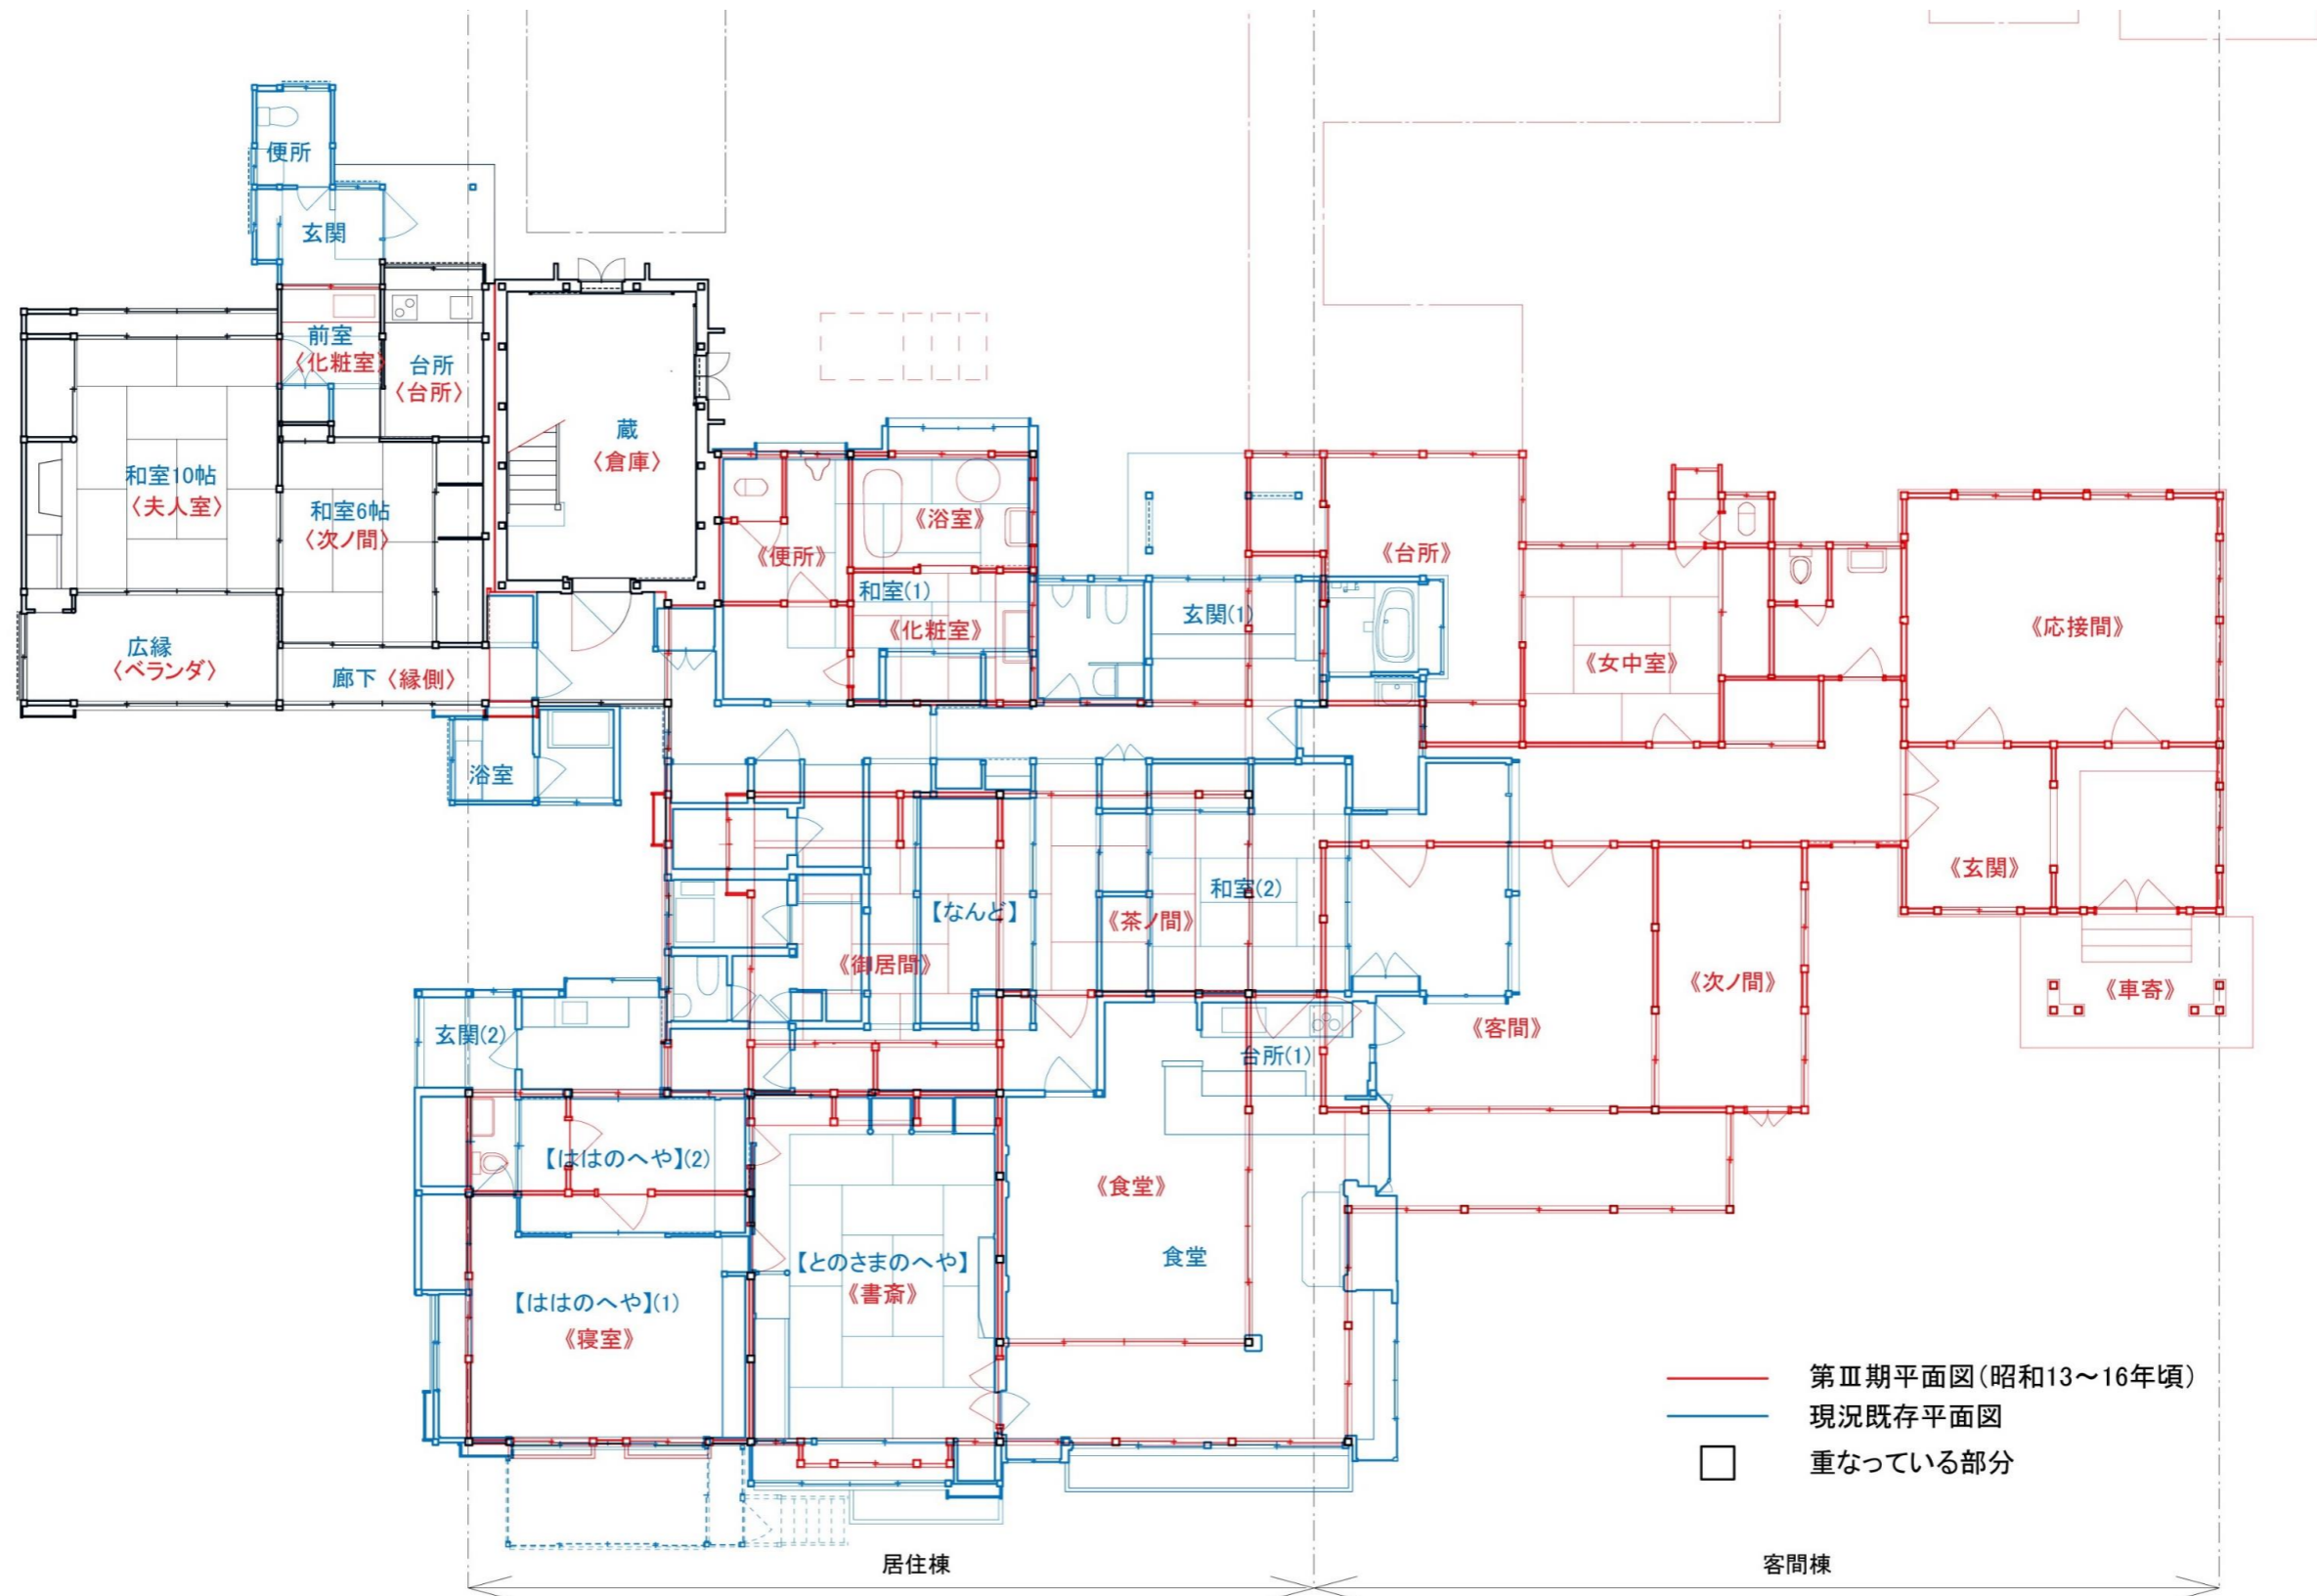 便所
玄関
前室
〈化粧室〉
台所
〈台所〉
蔵
〈倉庫〉
和室10帖
〈夫人室〉
和室6帖
〈次ノ間〉
広縁
〈ベランダ〉
廊下〈縁側〉
浴室
《便所》
《浴室》
和室(1)
《化粧室》
玄関(1)
《台所》
《女中室》
《応接間》
《玄関》
《車寄》
【なんど】
《御居間》
《茶ノ間》
和室(2)
《客間》
《次ノ間》
玄関(2)
台所(1)
【ははのへや】(2)
《食堂》
食堂
【とのさまのへや】
《書斎》
【ははのへや】(1)
《寝室》
第Ⅲ期平面図（昭和13〜16年頃）
現況既存平面図
重なっている部分
居住棟
客間棟